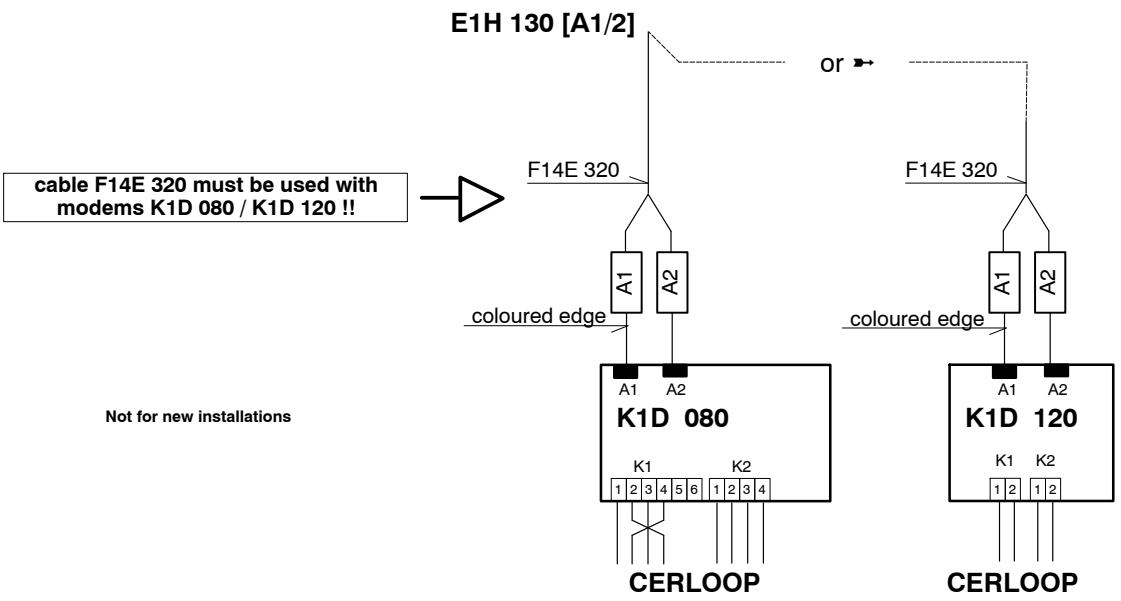 E1H 130 [A1/2]
or ➳
F14E 320
F14E 320
cable F14E 320 must be used with
modems K1D 080 / K1D 120 !!
A1 A2
A1 A2
coloured edge
coloured edge
A1 A2
A1 A2
K1D 080
K1D 120
Not for new installations
K1 K2
K1 K2
1 2 3 4 5 6 1 2 3 4
1 2 1 2
CERLOOP
CERLOOP